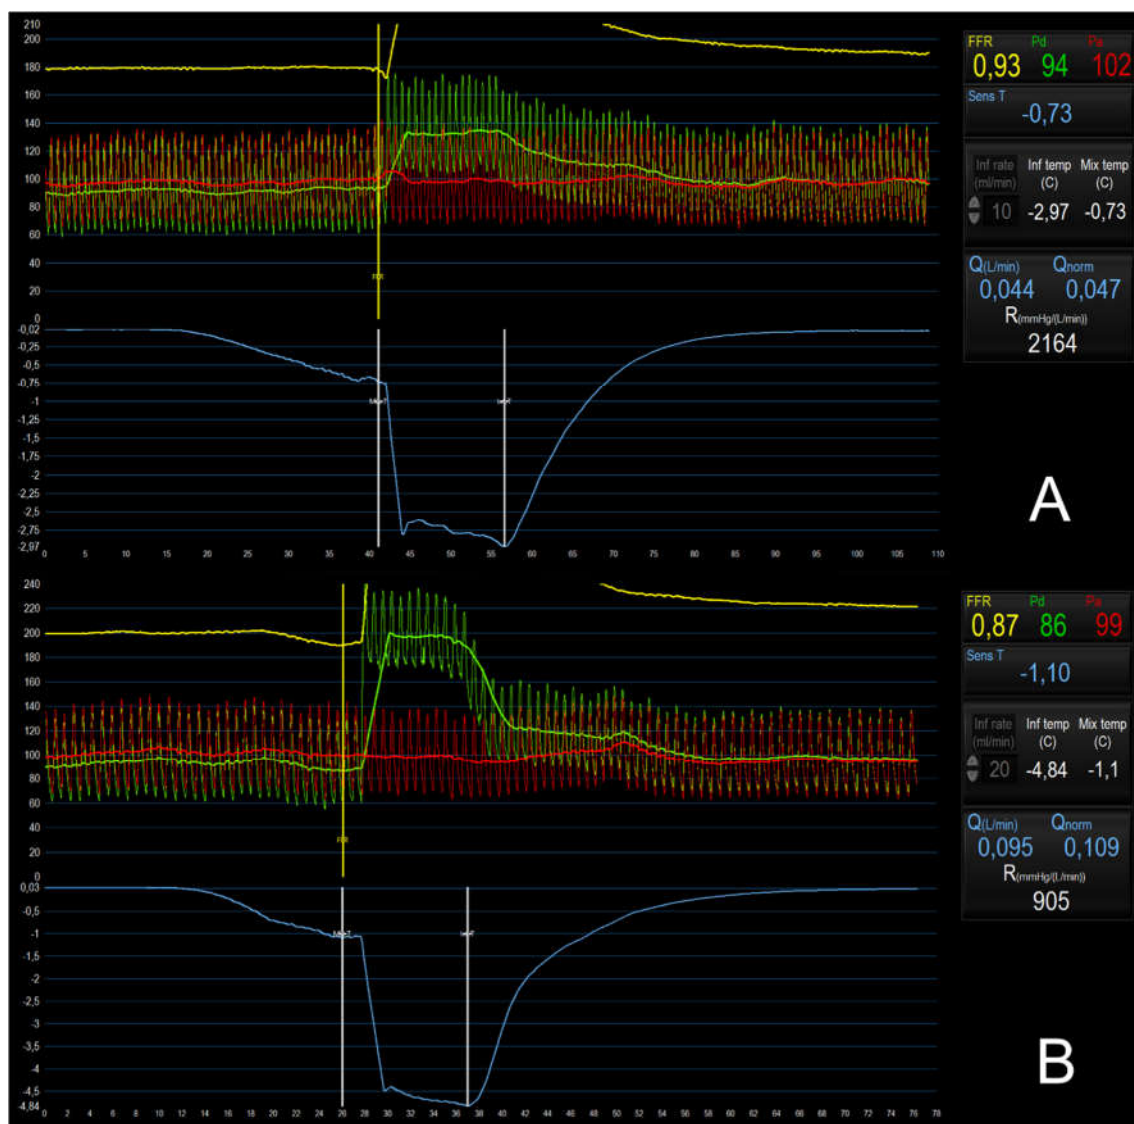 210
200
180
160
140
120
100
80
60
40
20
0
FFR
-0,02
-0,25
-0,5
-0,75
-1
-1,25
-1,5
-1,75
-2
-2,25
-2,5
-2,75
-2,97
0 5 10 15 20 25 30 35 40 45 50 55 60 65 70 75 80 85 90 95 100 105 110
FFR Pd Pa
0,93 94 102
Sens T
-0,73
Inf rate Inf temp Mix temp
(ml/min) (C) (C)
10 -2,97 -0,73
Q(L/min) Qnorm
0,044 0,047
R(mmHg/(L/min))
2164
A
240
220
200
180
160
140
120
100
80
60
40
20
0
FFR
0,03
-0,5
-1
-1,5
-2
-2,5
-3
-3,5
-4
-4,5
-4,84
0 2 4 6 8 10 12 14 16 18 20 22 24 26 28 30 32 34 36 38 40 42 44 46 48 50 52 54 56 58 60 62 64 66 68 70 72 74 76 78
FFR Pd Pa
0,87 86 99
Sens T
-1,10
Inf rate Inf temp Mix temp
(ml/min) (C) (C)
20 -4,84 -1,1
Q(L/min) Qnorm
0,095 0,109
R(mmHg/(L/min))
905
B